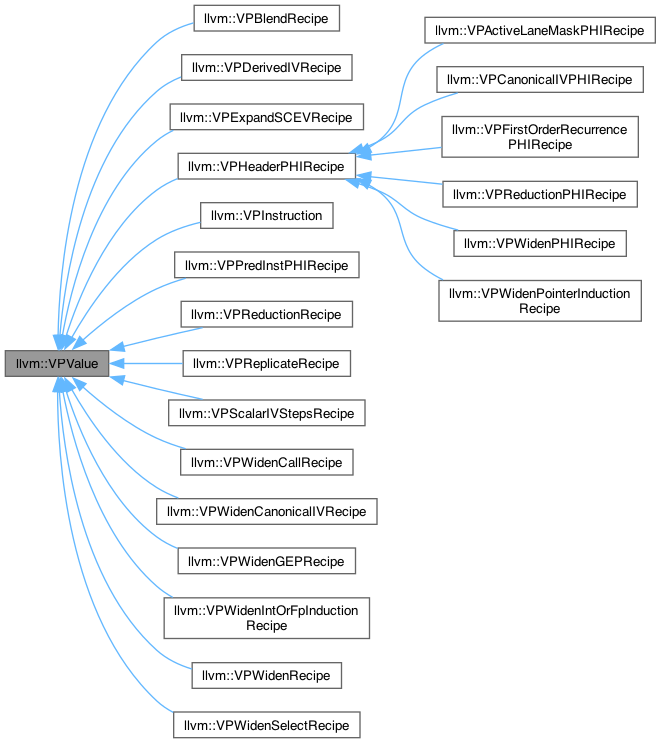 llvm::VPBlendRecipe
llvm::VPDerivedIVRecipe
llvm::VPExpandSCEVRecipe
llvm::VPHeaderPHIRecipe
llvm::VPInstruction
llvm::VPPredInstPHIRecipe
llvm::VPReductionRecipe
llvm::VPValue
llvm::VPReplicateRecipe
llvm::VPScalarIVStepsRecipe
llvm::VPWidenCallRecipe
llvm::VPWidenCanonicalIVRecipe
llvm::VPWidenGEPRecipe
llvm::VPWidenIntOrFpInduction
Recipe
llvm::VPWidenRecipe
llvm::VPWidenSelectRecipe
llvm::VPActiveLaneMaskPHIRecipe
llvm::VPCanonicalIVPHIRecipe
llvm::VPFirstOrderRecurrence
PHIRecipe
llvm::VPReductionPHIRecipe
llvm::VPWidenPHIRecipe
llvm::VPWidenPointerInduction
Recipe